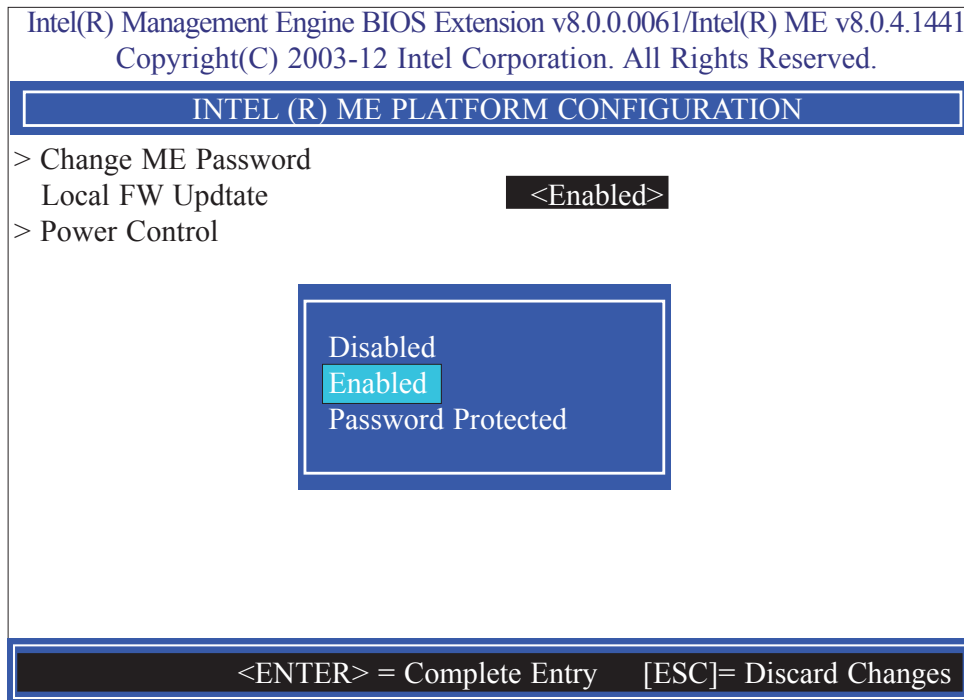 Intel(R) Management Engine BIOS Extension v8.0.0.0061/Intel(R) ME v8.0.4.1441
Copyright(C) 2003-12 Intel Corporation. All Rights Reserved.
INTEL (R) ME PLATFORM CONFIGURATION
> Change ME Password
Local FW Updtate <Enabled>
> Power Control
Disabled
Enabled
Password Protected
<ENTER> = Complete Entry [ESC]= Discard Changes